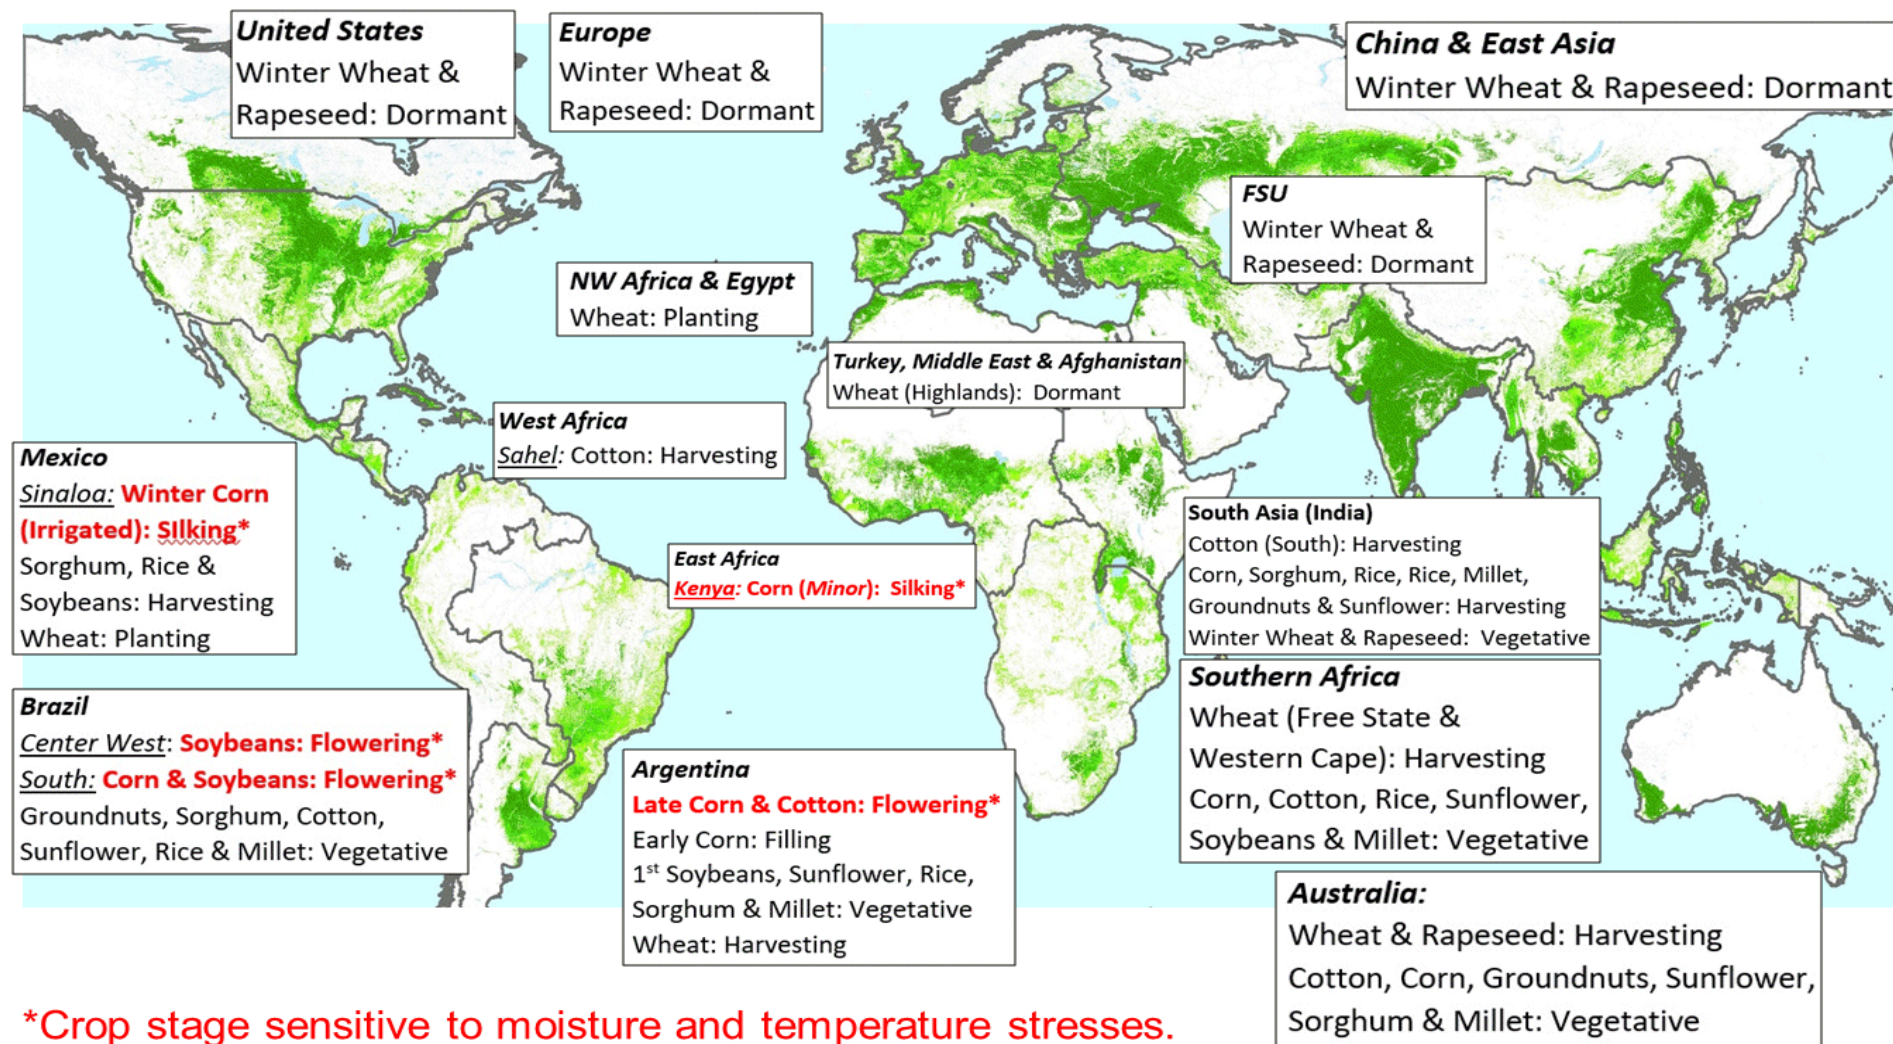 United States
Winter Wheat &
Rapeseed: Dormant
Europe
Winter Wheat &
Rapeseed: Dormant
China & East Asia
Winter Wheat & Rapeseed: Dormant
FSU
Winter Wheat &
Rapeseed: Dormant
NW Africa & Egypt
Wheat: Planting
Turkey, Middle East & Afghanistan
Wheat (Highlands): Dormant
West Africa
Sahel: Cotton: Harvesting
Mexico
Sinaloa: Winter Corn
(Irrigated): SIlking*
Sorghum, Rice &
Soybeans: Harvesting
Wheat: Planting
East Africa
Kenya: Corn (Minor): Silking*
South Asia (India)
Cotton (South): Harvesting
Corn, Sorghum, Rice, Rice, Millet,
Groundnuts & Sunflower: Harvesting
Winter Wheat & Rapeseed: Vegetative
Southern Africa
Wheat (Free State &
Western Cape): Harvesting
Corn, Cotton, Rice, Sunflower,
Soybeans & Millet: Vegetative
Brazil
Center West: Soybeans: Flowering*
South: Corn & Soybeans: Flowering*
Groundnuts, Sorghum, Cotton,
Sunflower, Rice & Millet: Vegetative
Argentina
Late Corn & Cotton: Flowering*
Early Corn: Filling
1st Soybeans, Sunflower, Rice,
Sorghum & Millet: Vegetative
Wheat: Harvesting
Australia:
Wheat & Rapeseed: Harvesting
Cotton, Corn, Groundnuts, Sunflower,
Sorghum & Millet: Vegetative
*Crop stage sensitive to moisture and temperature stresses.